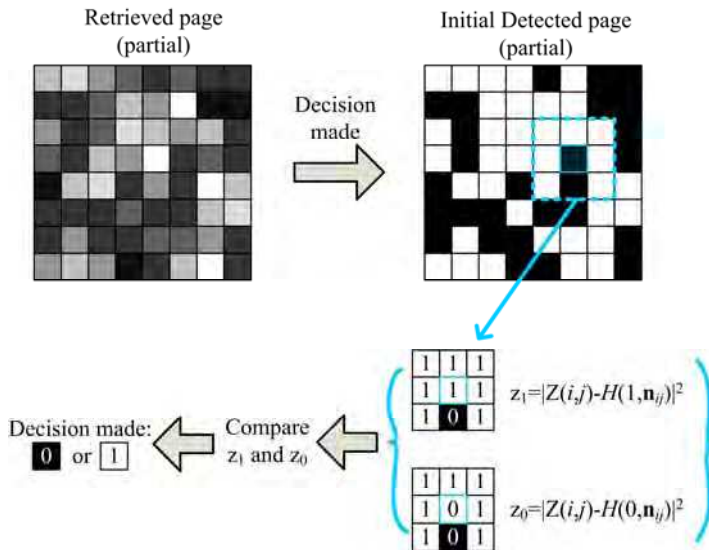 Retrieved page
(partial)
Initial Detected page
(partial)
Decision
made
1 1 1
1 1 1
0 1
z₁=|Z(i,j)-H(1,nᵢⱼ)|²
Decision made:
0 or 1
Compare
z₁ and z₀
1 1 1
1 0 1
1 0 1
z₀=|Z(i,j)-H(0,nᵢⱼ)|²